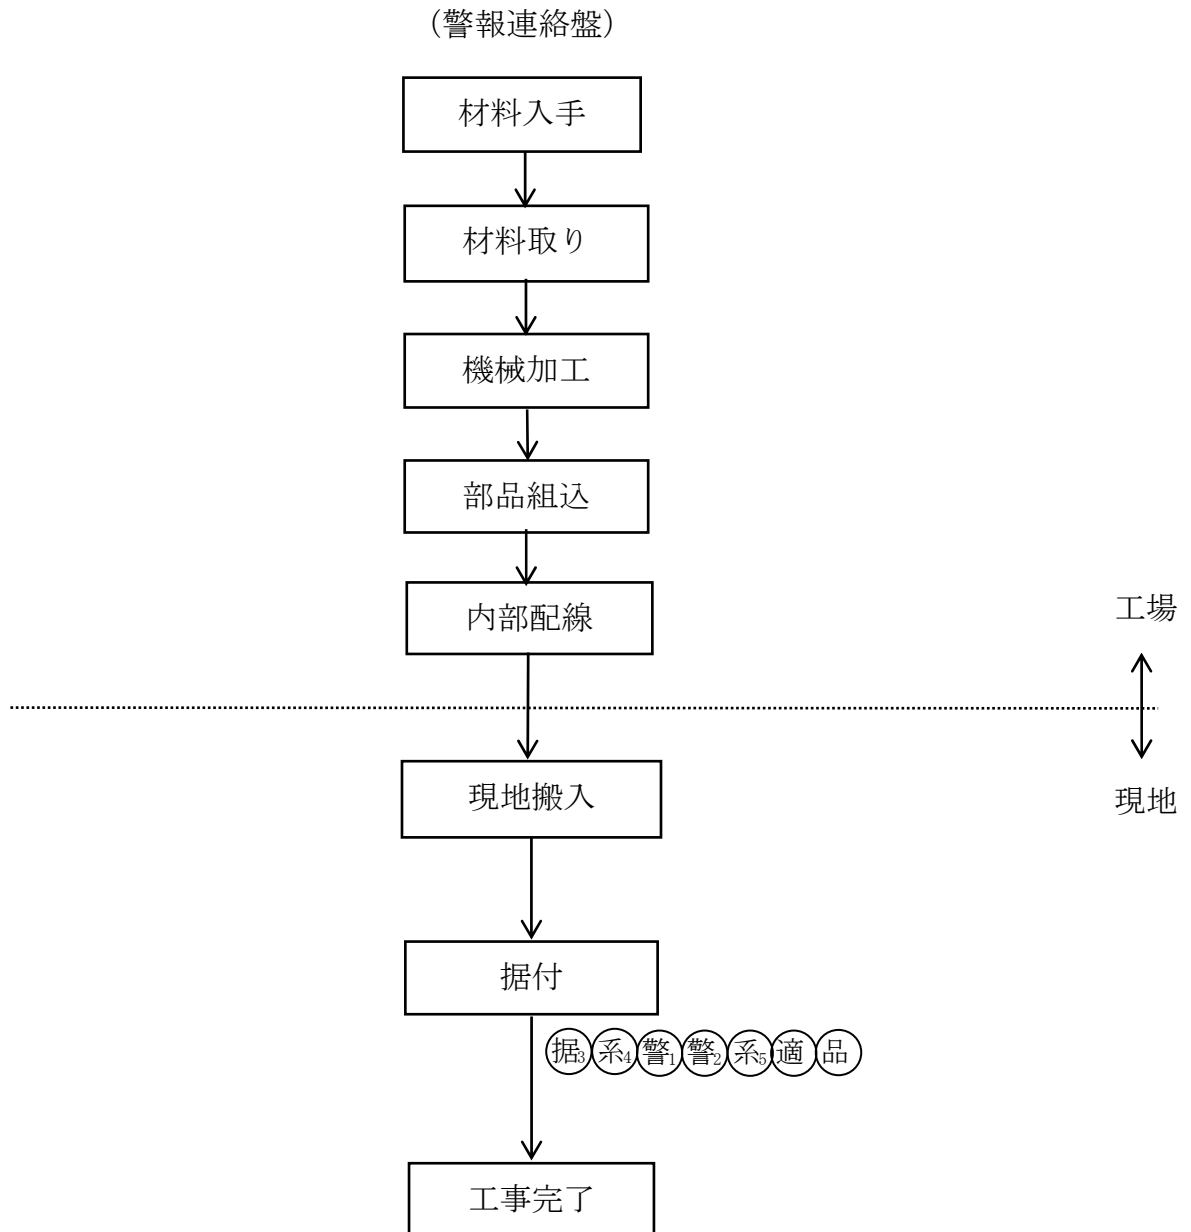 (警報連絡盤)
材料入手
材料取り
機械加工
部品組込
内部配線
工場
現地搬入
現地
据付
据3 系4 警1 警2 系5 適 品
工事完了